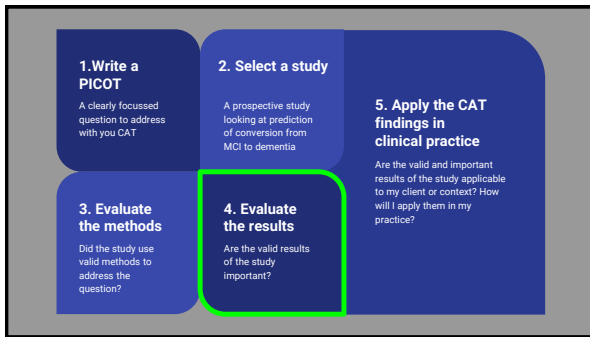 1.Write a
PICOT
A clearly focussed
question to address
with you CAT
2. Select a study
A prospective study
looking at prediction
of conversion from
MCI to dementia
3. Evaluate
the methods
Did the study use
valid methods to
address the
question?
4. Evaluate
the results
Are the valid results
of the study
important?
5. Apply the CAT
findings in
clinical practice
Are the valid and important
results of the study applicable
to my client or context? How
will I apply them in my
practice?